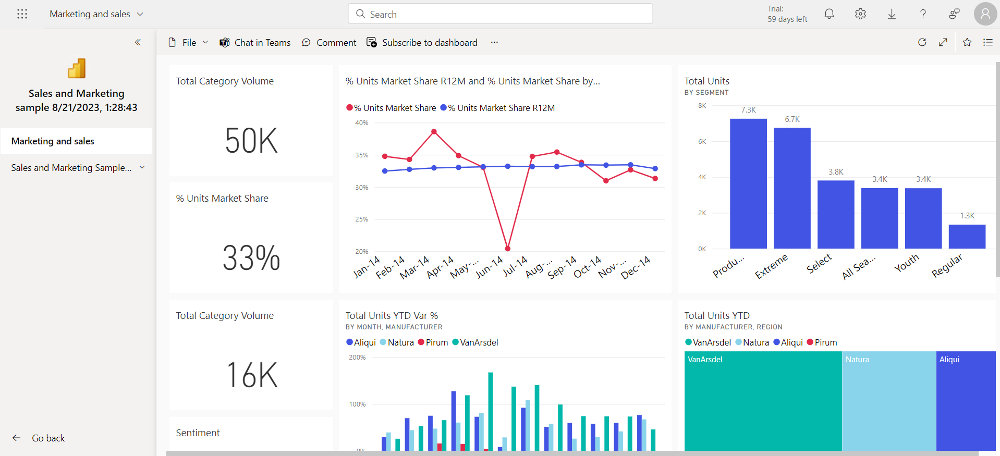 Marketing and sales
Search
Trial:
59 days left
Sales and Marketing
sample 8/21/2023, 1:28:43
Marketing and sales
Sales and Marketing Sample...
Go back
File
Chat in Teams
Comment
Subscribe to dashboard
Total Category Volume
50K
% Units Market Share
33%
Total Category Volume
16K
Sentiment
% Units Market Share R12M and % Units Market Share by...
% Units Market Share % Units Market Share R12M
40%
35%
30%
25%
20%
Jan-14 Feb-14 Mar-14 Apr-14 May-... Jun-14 Jul-14 Aug-... Sep-14 Oct-14 Nov-... Dec-14
Total Units
BY SEGMENT
8K
6K
4K
2K
0K
7.3K 6.7K 3.8K 3.4K 3.4K 1.3K
Produ... Extreme Select All Sea... Youth Regular
Total Units YTD Var %
BY MONTH, MANUFACTURER
Aliqui Natura Pirum VanArsdel
200%
100%
0%
Total Units YTD
BY MANUFACTURER, REGION
VanArsdel Natura Aliqui Pirum
VanArsdel Natura Aliqui